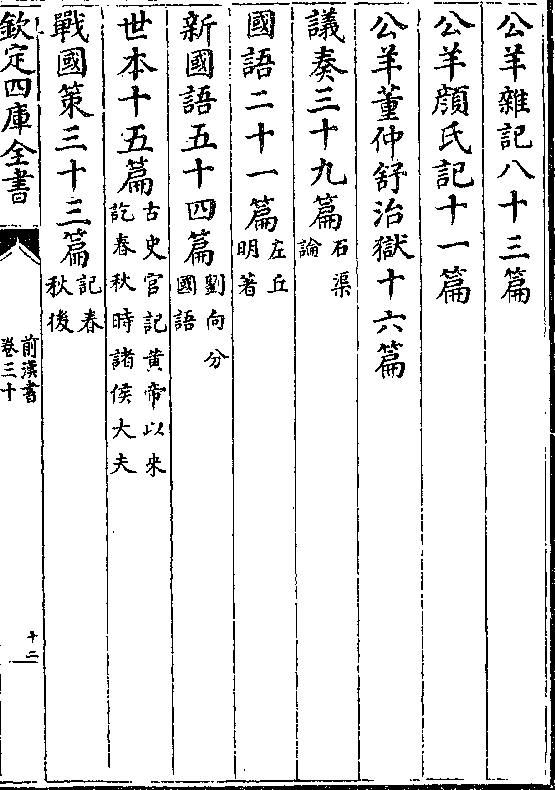 公羊雜記八十三篇
公羊顔氏記十一篇
公羊董仲舒治獄十六篇
議奏三十九篇石渠論
國語二十一篇左丘明著
新國語五十四篇劉向分國語
世本十五篇古史官記黄帝以来訖春秋時諸侯大夫
戰國策三十三篇記春秋後
欽定四庫全書
前漢書
卷三十
十二